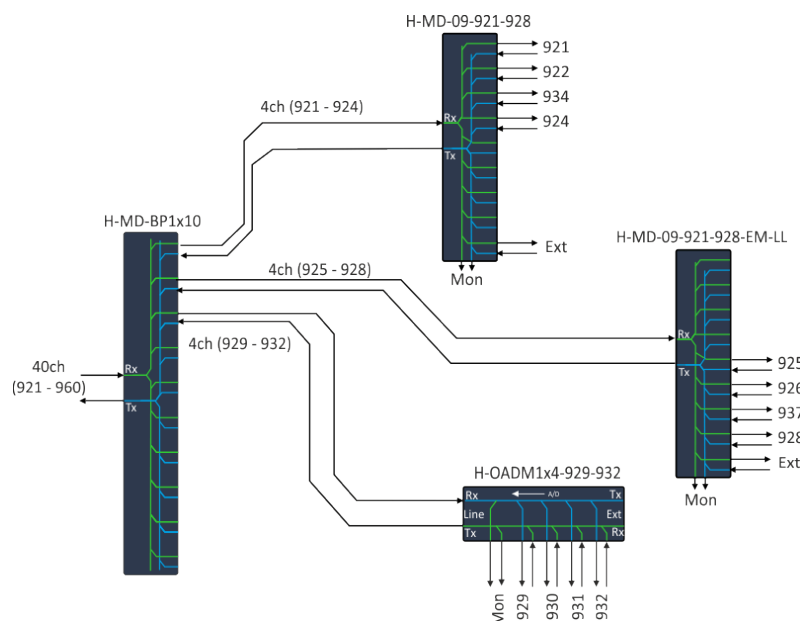 H-MD-09-921-928
921
922
934
924
Rx
Tx
Ext
Mon
4ch (921 - 924)
H-MD-BP1x10
H-MD-09-921-928-EM-LL
4ch (925 - 928)
4ch (929 - 932)
40ch
(921 - 960)
Rx
Tx
Rx
Tx
925
926
937
928
Ext
Mon
H-OADM1x4-929-932
Rx
A/D
Tx
Line
Ext
Tx
Rx
Mon
929
930
931
932